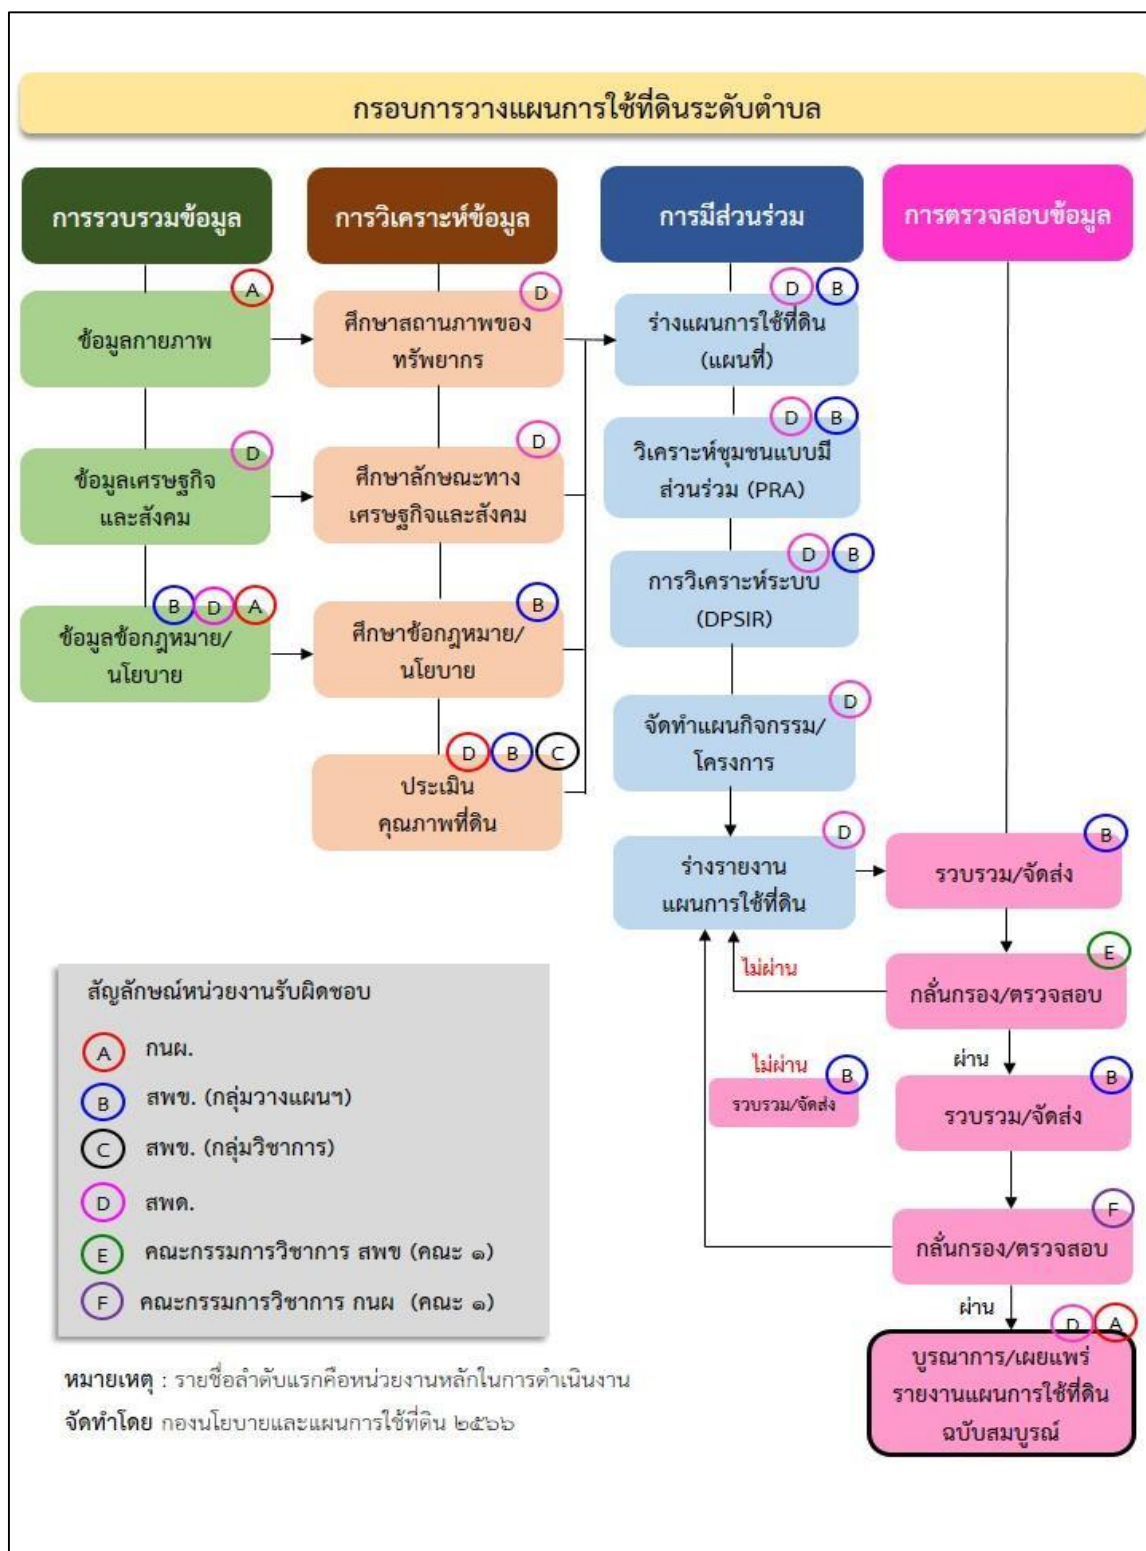 กรอบการวางแผนการใช้ที่ดินระดับตำบล
การรวบรวมข้อมูล
A
ข้อมูลกายภาพ
D
ข้อมูลเศรษฐกิจ
และสังคม
B D A
ข้อมูลข้อกฎหมาย/
นโยบาย
การวิเคราะห์ข้อมูล
D
ศึกษาสถานภาพของ
ทรัพยากร
D
ศึกษาลักษณะทาง
เศรษฐกิจและสังคม
B
ศึกษาข้อกฎหมาย/
นโยบาย
D B C
ประเมิน
คุณภาพที่ดิน
การมีส่วนร่วม
D B
ร่างแผนการใช้ที่ดิน
(แผนที่)
D B
วิเคราะห์ชุมชนแบบมี
ส่วนร่วม (PRA)
D B
การวิเคราะห์ระบบ
(DPSIR)
D
จัดทำแผนกิจกรรม/
โครงการ
D
ร่างรายงาน
แผนการใช้ที่ดิน
การตรวจสอบข้อมูล
B
รวบรวม/จัดส่ง
E
กลั่นกรอง/ตรวจสอบ
ไม่ผ่าน
ผ่าน
B
รวบรวม/จัดส่ง
ไม่ผ่าน
B
รวบรวม/จัดส่ง
F
กลั่นกรอง/ตรวจสอบ
ผ่าน
D A
บูรณาการ/เผยแพร่
รายงานแผนการใช้ที่ดิน
ฉบับสมบูรณ์
สัญลักษณ์หน่วยงานรับผิดชอบ
A กนผ.
B สพข. (กลุ่มวางแผนฯ)
C สพข. (กลุ่มวิชาการ)
D สพด.
E คณะกรรมการวิชาการ สพข (คณะ ๑)
F คณะกรรมการวิชาการ กนผ (คณะ ๑)
หมายเหตุ : รายชื่อลำดับแรกคือหน่วยงานหลักในการดำเนินงาน
จัดทำโดย กองนโยบายและแผนการใช้ที่ดิน ๒๕๖๖